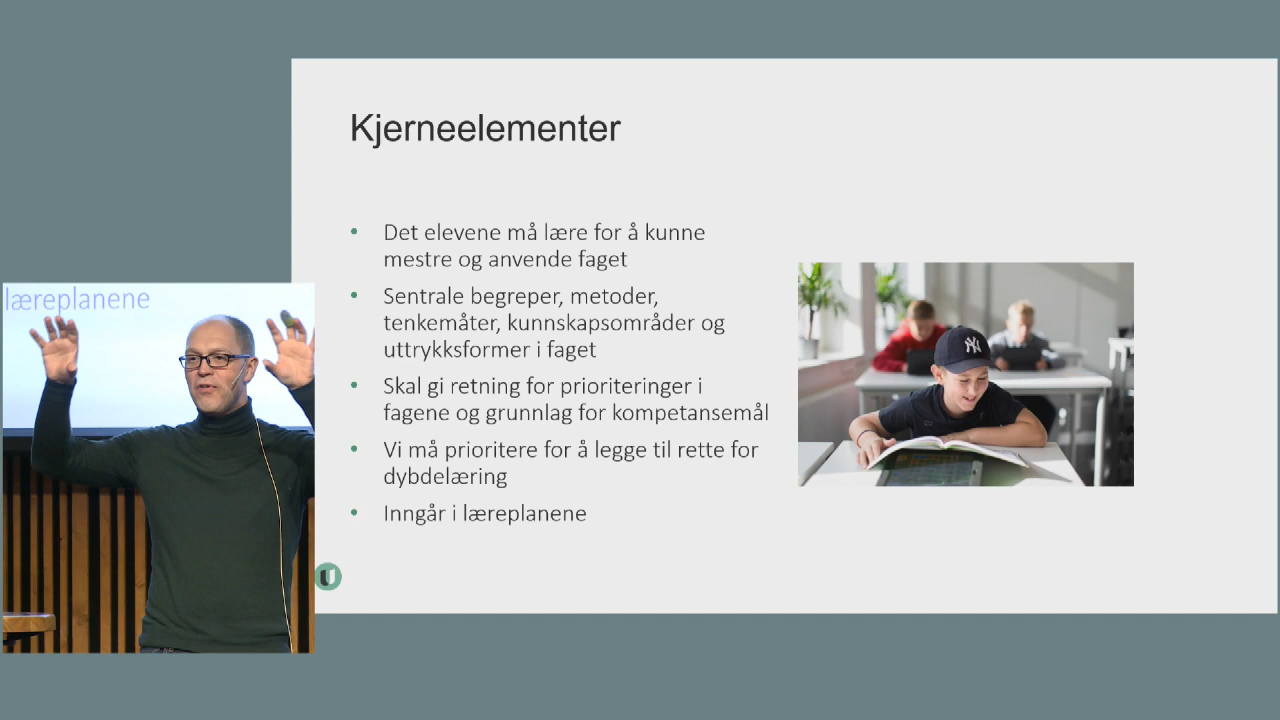 Kjerneelementer
• Det elevene må lære for å kunne
mestre og anvende faget
• Sentrale begreper, metoder,
tenkemåter, kunnskapsområder og
uttrykksformer i faget
• Skal gi retning for prioriteringer i
fagene og grunnlag for kompetansemål
• Vi må prioritere for å legge til rette for
dybdelæring
• Inngår i læreplanene
læreplanene
NY
U